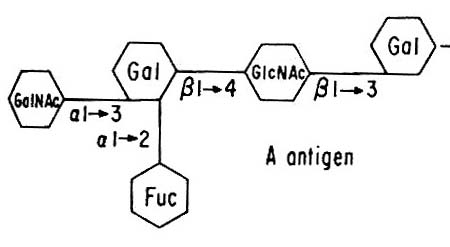 Gal
Gal
GlcNAc
GalNAc
β1→4
β1→3
α1→3
α1→2
A antigen
Fuc